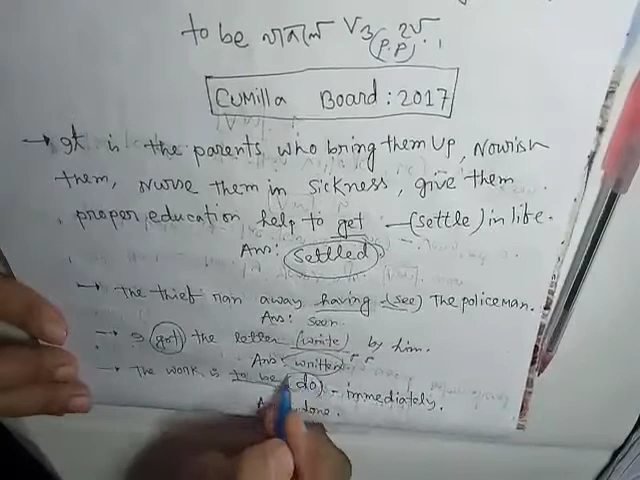 to be থাকলে V3 (P.P) হয়।
Cumilla Board: 2017
→ It is the parents who bring them up, Nourish
them, Nurse them in sickness, give them
proper education help to get —(settle) in life.
Ans: settled
→ The thief ran away having (see) The policeman.
Ans: seen
→ I got the letter (write) by him.
Ans: writted
→ The work is to be (do) - immediately.
done.